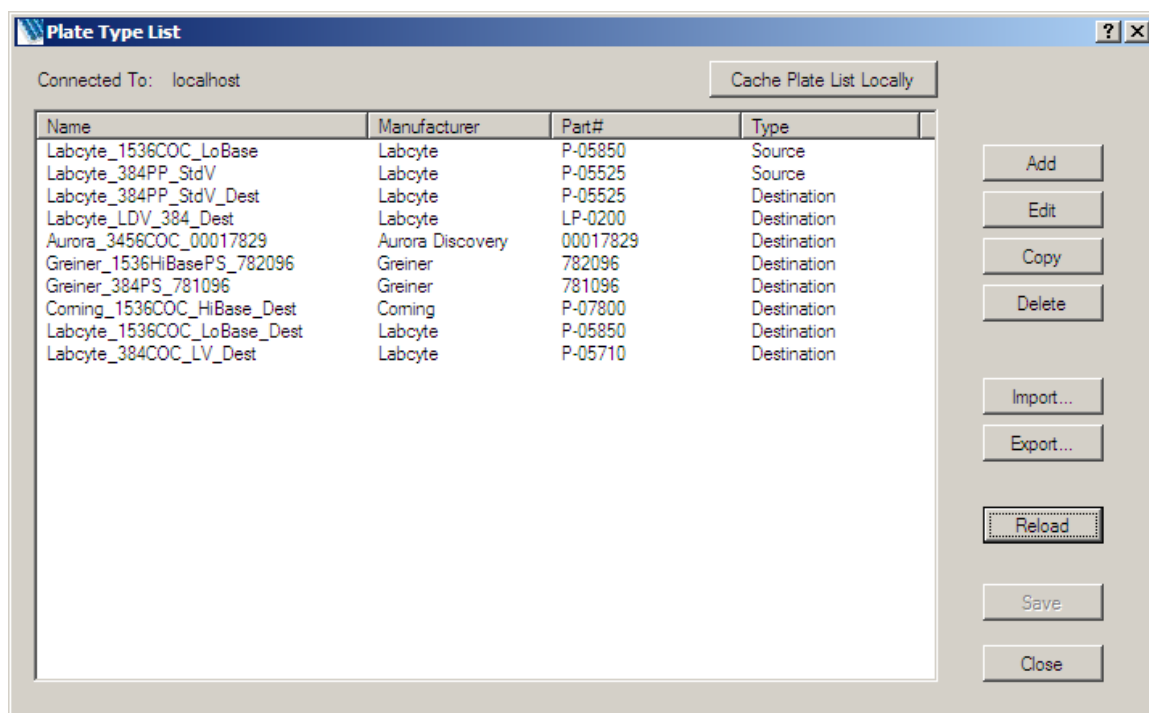 Plate Type List
Connected To: localhost
Cache Plate List Locally
Name Manufacturer Part# Type
Labcyte_1536COC_LoBase Labcyte P-05850 Source
Labcyte_384PP_StdV Labcyte P-05525 Source
Labcyte_384PP_StdV_Dest Labcyte P-05525 Destination
Labcyte_LDV_384_Dest Labcyte LP-0200 Destination
Aurora_3456COC_00017829 Aurora Discovery 00017829 Destination
Greiner_1536HiBasePS_782096 Greiner 782096 Destination
Greiner_384PS_781096 Greiner 781096 Destination
Corning_1536COC_HiBase_Dest Corning P-07800 Destination
Labcyte_1536COC_LoBase_Dest Labcyte P-05850 Destination
Labcyte_384COC_LV_Dest Labcyte P-05710 Destination
Add
Edit
Copy
Delete
Import...
Export...
Reload
Save
Close